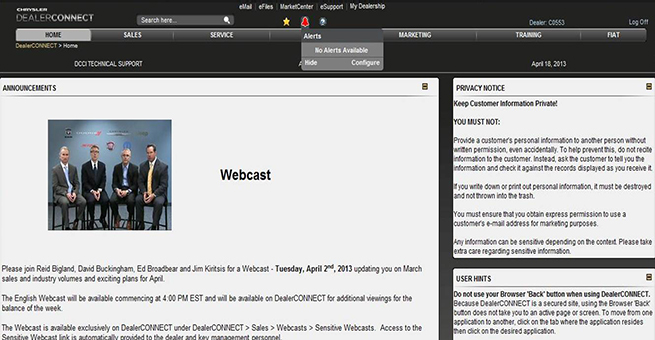 eMail | eFiles | MarketCenter | eSupport | My Dealership
CHRYSLER
DEALERCONNECT
Search here...
Dealer: C0553
Log Off
HOME SALES SERVICE MARKETING TRAINING FIAT
Alerts
No Alerts Available
Hide Configure
DealerCONNECT > Home
DCCI TECHNICAL SUPPORT
April 18, 2013
ANNOUNCEMENTS
Webcast
Please join Reid Bigland, David Buckingham, Ed Broadbear and Jim Kiritsis for a Webcast - Tuesday, April 2nd, 2013 updating you on March
sales and industry volumes and exciting plans for April.
The English Webcast will be available commencing at 4:00 PM EST and will be available on DealerCONNECT for additional viewings for the
balance of the week.
The Webcast is available exclusively on DealerCONNECT under DealerCONNECT > Sales > Webcasts > Sensitive Webcasts. Access to the
Sensitive Webcast link is automatically provided to the dealer and key management personnel.
PRIVACY NOTICE
Keep Customer Information Private!
YOU MUST NOT:
Provide a customer's personal information to another person without
written permission, even accidentally. To help prevent this, do not recite
information to the customer. Instead, ask the customer to tell you the
information and check it against the records displayed as you receive it.
If you write down or print out personal information, it must be destroyed
and not thrown into the trash.
You must ensure that you obtain express permission to use a
customer's e-mail address for marketing purposes.
Any information can be sensitive depending on the context. Please take
extra care regarding sensitive information.
USER HINTS
Do not use your Browser 'Back' button when using DealerCONNECT.
Because DealerCONNECT is a secured site, using the Browser 'Back'
button does not take you to an active page or screen. To move from one
application to another, click on the tab where the application resides
then click on the desired application.